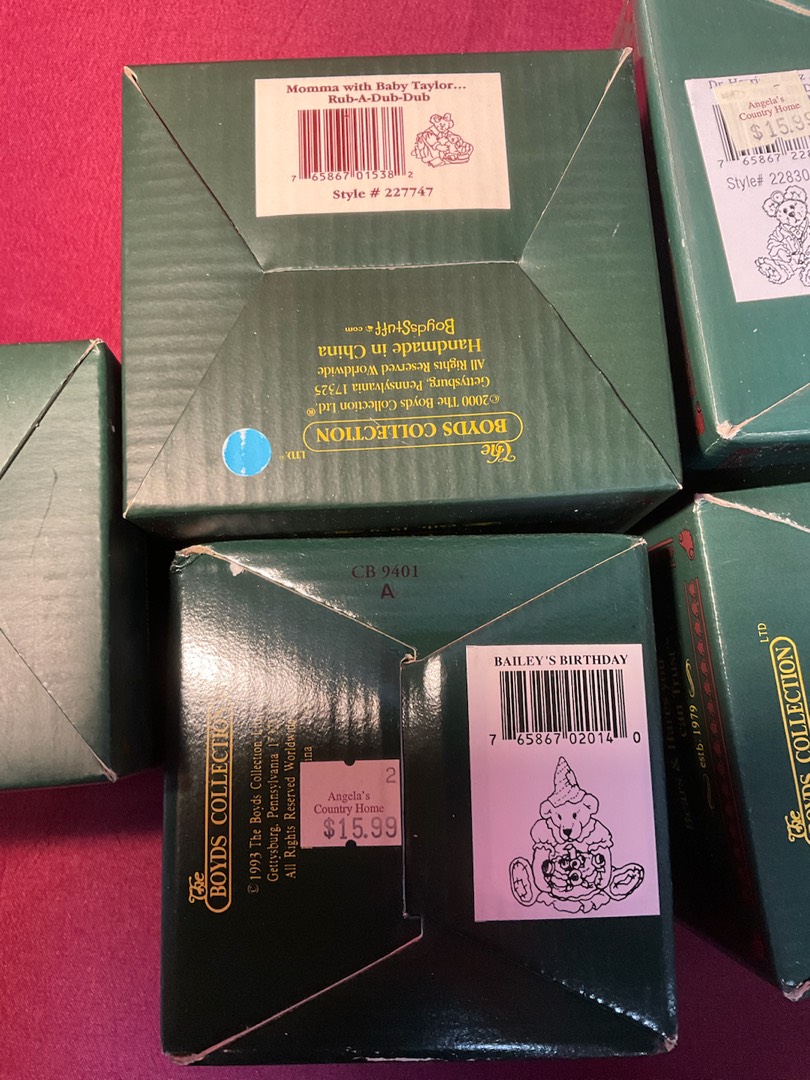 Momma with Baby Taylor...
Rub-A-Dub-Dub
7 65867 01538 2
Style # 227747
The
BOYDS COLLECTION
LTD.
©2000 The Boyds Collection Ltd.®
Gettysburg, Pennsylvania 17325
All Rights Reserved Worldwide
Handmade in China
BoydsStuff.com
Angela's
Country Home
$15.99
7 65867
Style# 22830
CB 9401
A
BAILEY'S BIRTHDAY
7 65867 02014 0
The
BOYDS COLLECTION
© 1993 The Boyds Collection
Gettysburg, Pennsylvania
All Rights Reserved Worldwide
2
Angela's
Country Home
$15.99
estb. 1979
The
BOYDS COLLECTION
LTD